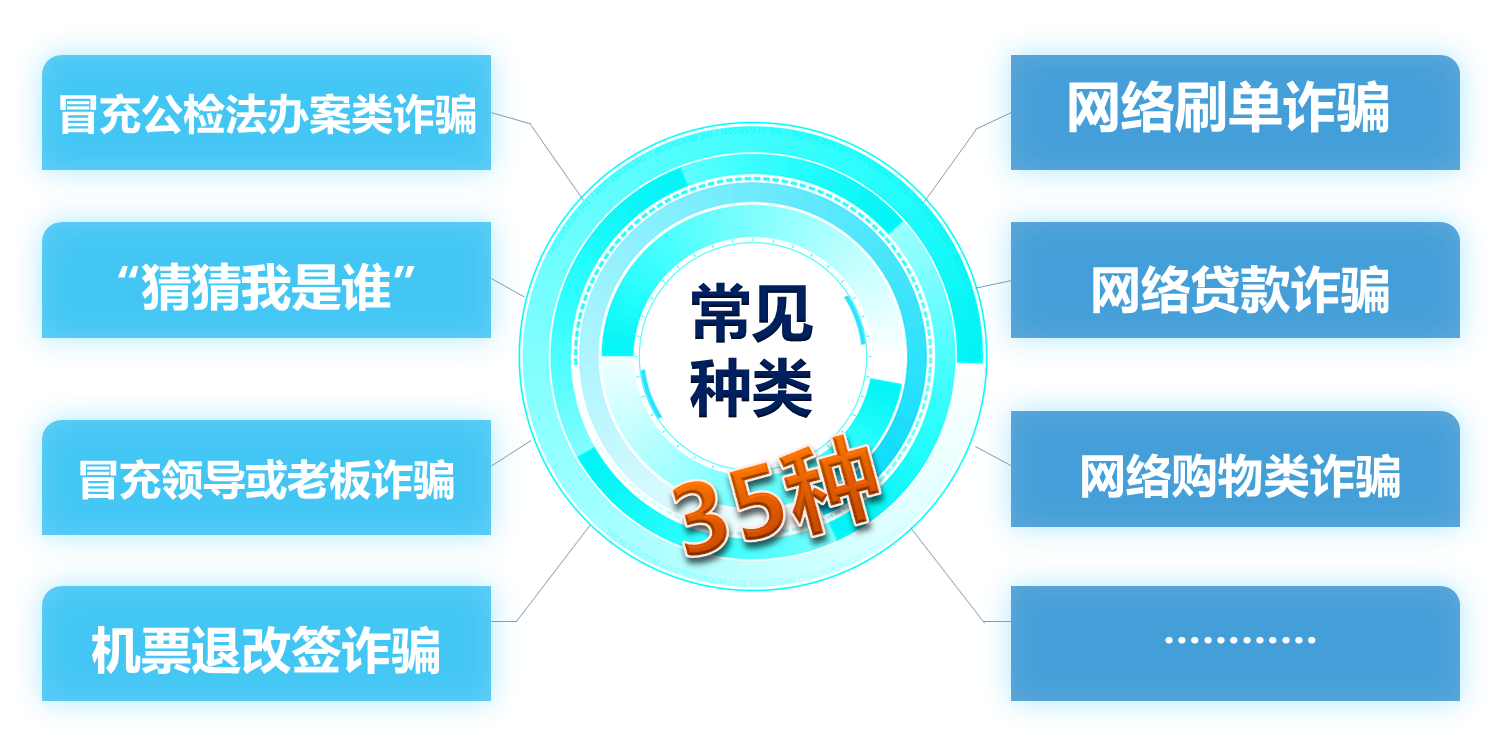 冒充公检法办案类诈骗
“猜猜我是谁”
冒充领导或老板诈骗
机票退改签诈骗
常见
种类
35种
网络刷单诈骗
网络贷款诈骗
网络购物类诈骗
…………